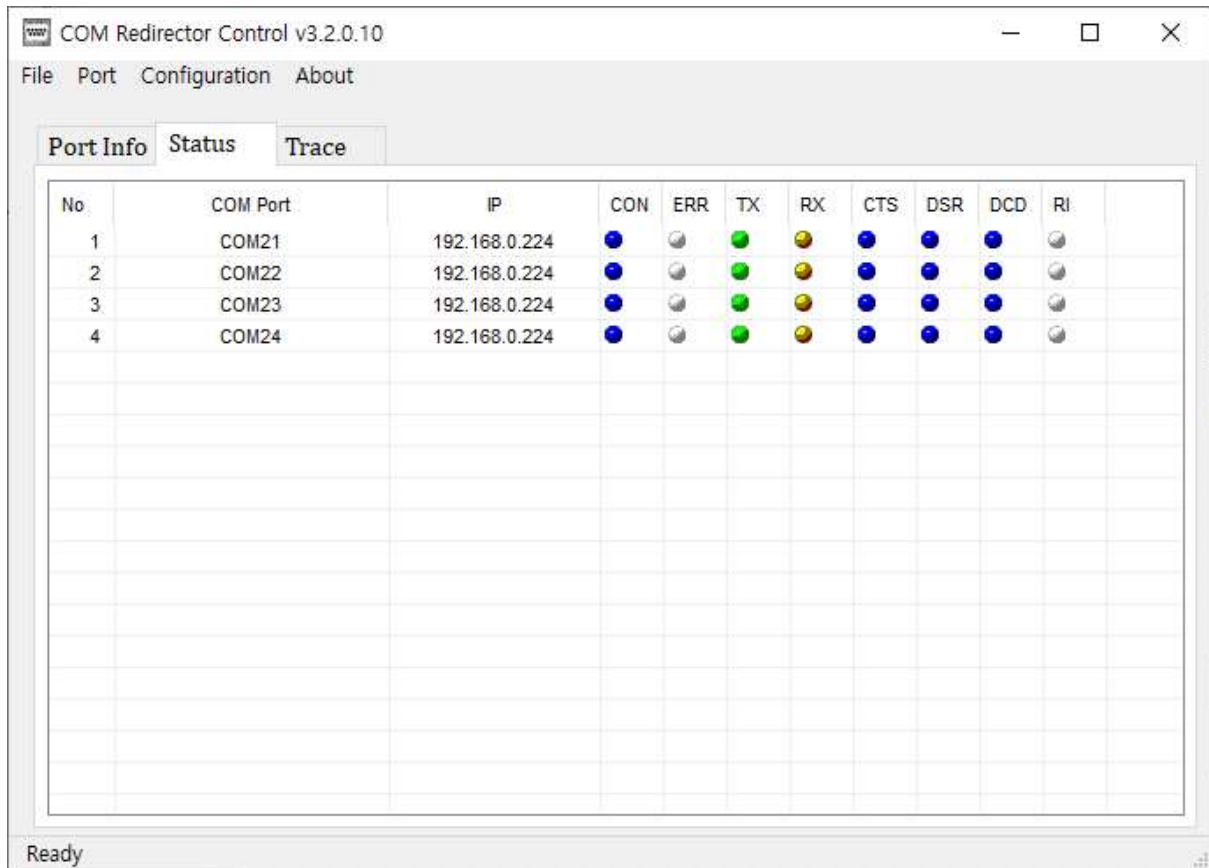 COM Redirector Control v3.2.0.10
File Port Configuration About
Port Info Status Trace
No COM Port IP CON ERR TX RX CTS DSR DCD RI
1 COM21 192.168.0.224
2 COM22 192.168.0.224
3 COM23 192.168.0.224
4 COM24 192.168.0.224
Ready